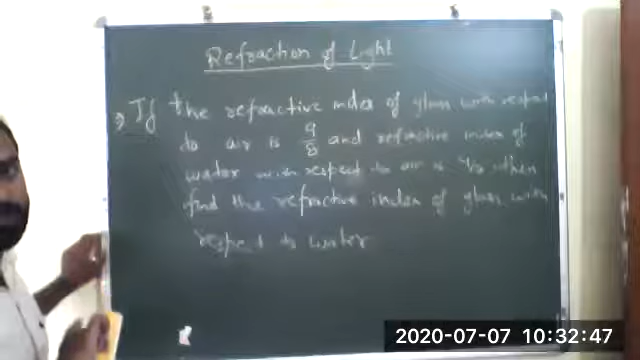 Refraction of Light
→ If the refractive index of glass with respect
to air is 9/8 and refractive index of
water with respect to air is then
find the refractive index of glass with
respect to water
2020-07-07 10:32:47